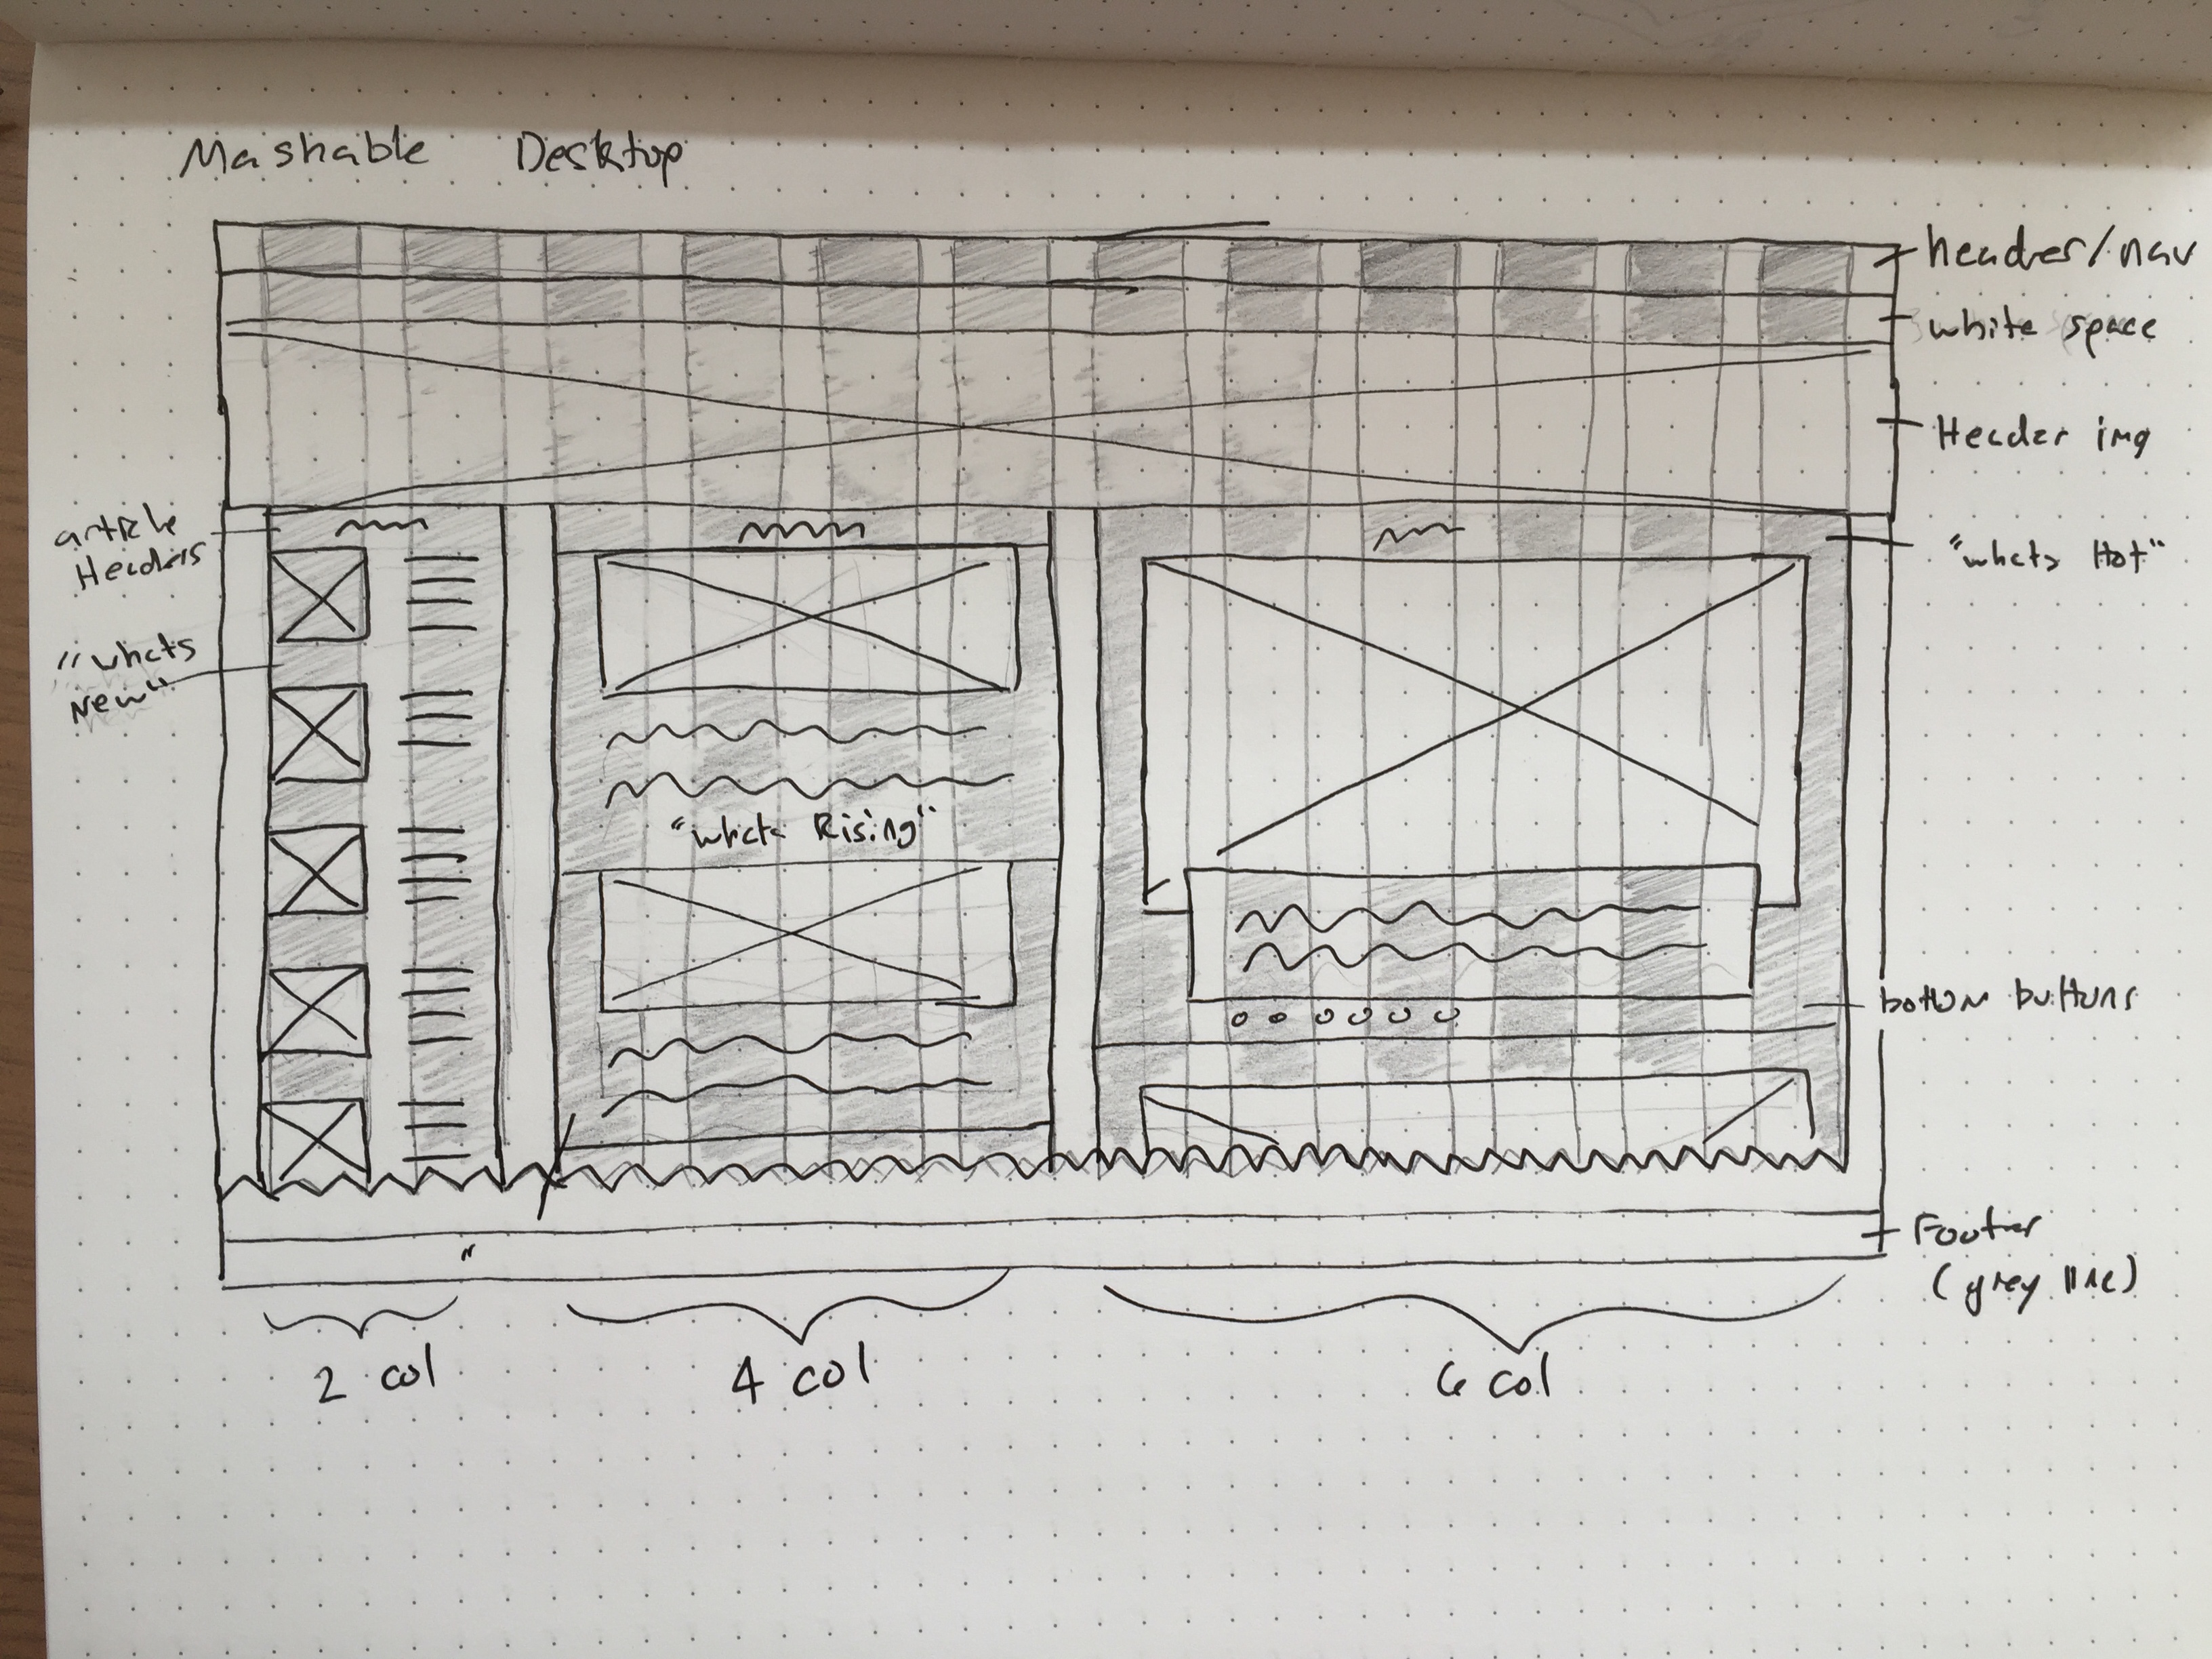 Mashable Desktop
header/nav
white space
Header img
article
Headers
"whats Hot"
"whats
New"
"whats Rising"
bottom buttons
Footer
(grey line)
2 col
4 col
6 col